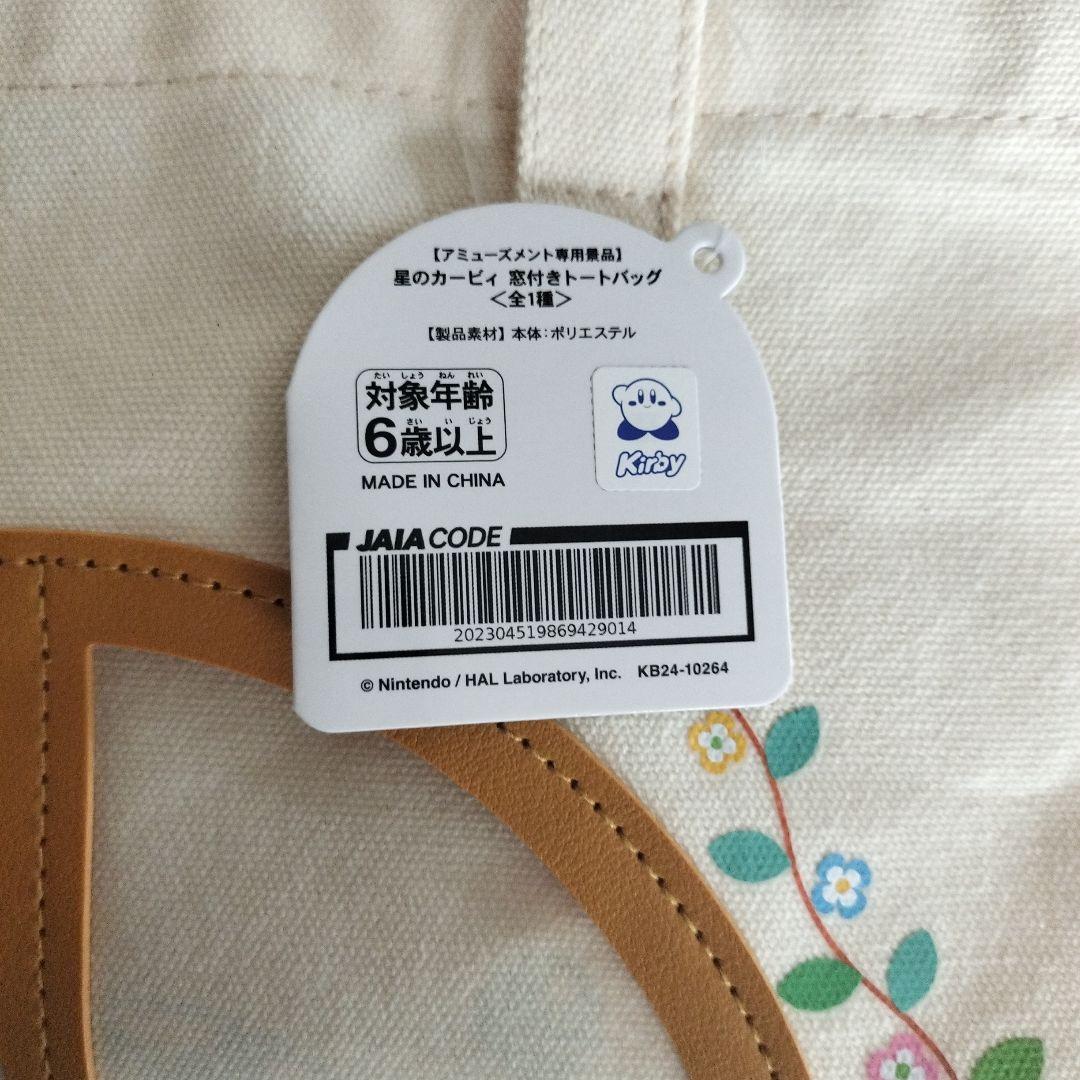 【アミューズメント専用景品】
星のカービィ 窓付きトートバッグ
＜全1種＞
【製品素材】本体：ポリエステル
たい しょう ねん れい
対象年齢
さい い じょう
6歳以上
MADE IN CHINA
Kirby
JAIA CODE
202304519869429014
© Nintendo / HAL Laboratory, Inc. KB24-10264